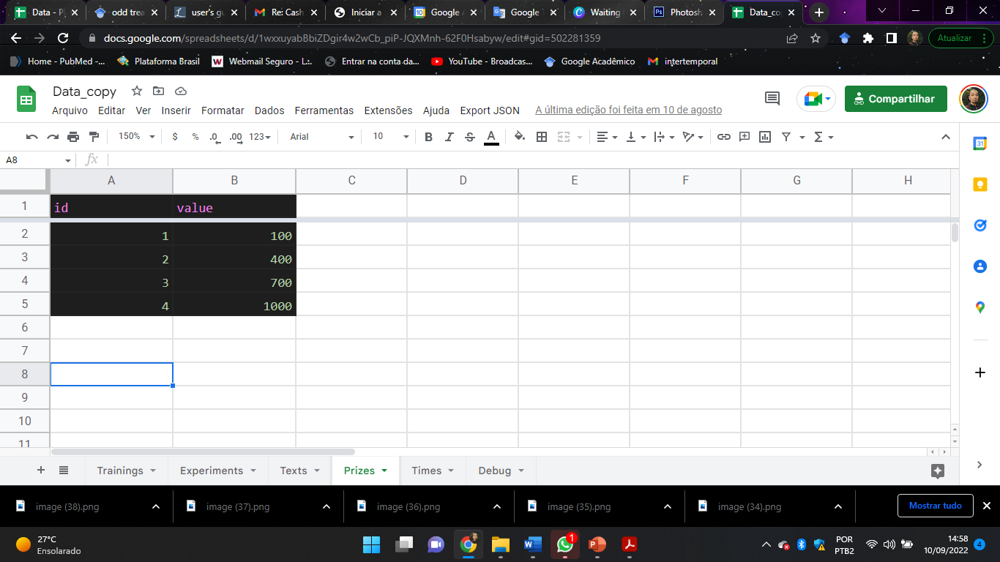 Data - P
odd trea
user's gu
Re: Cash
Iniciar a
Google A
Google T
Waiting
Photosh
Data_co
docs.google.com/spreadsheets/d/1wxxuyabBbiZDgir4w2wCb_piP-JQXMnh-62F0Hsabyw/edit#gid=502281359
Atualizar
Home - PubMed -...
Plataforma Brasil
Webmail Seguro - L...
Entrar na conta da...
YouTube - Broadcas...
Google Acadêmico
intertemporal
Data_copy
Compartilhar
Arquivo Editar Ver Inserir Formatar Dados Ferramentas Extensões Ajuda Export JSON A última edição foi feita em 10 de agosto
150% $ % .0 .00 123 Arial 10 B I S A
A8 fx
A B C D E F G H
1 id value
2 1 100
3 2 400
4 3 700
5 4 1000
6
7
8
9
10
11
Trainings Experiments Texts Prizes Times Debug
image (38).png image (37).png image (36).png image (35).png image (34).png Mostrar tudo
27°C
Ensolarado
1
POR
PTB2
14:58
10/09/2022
4